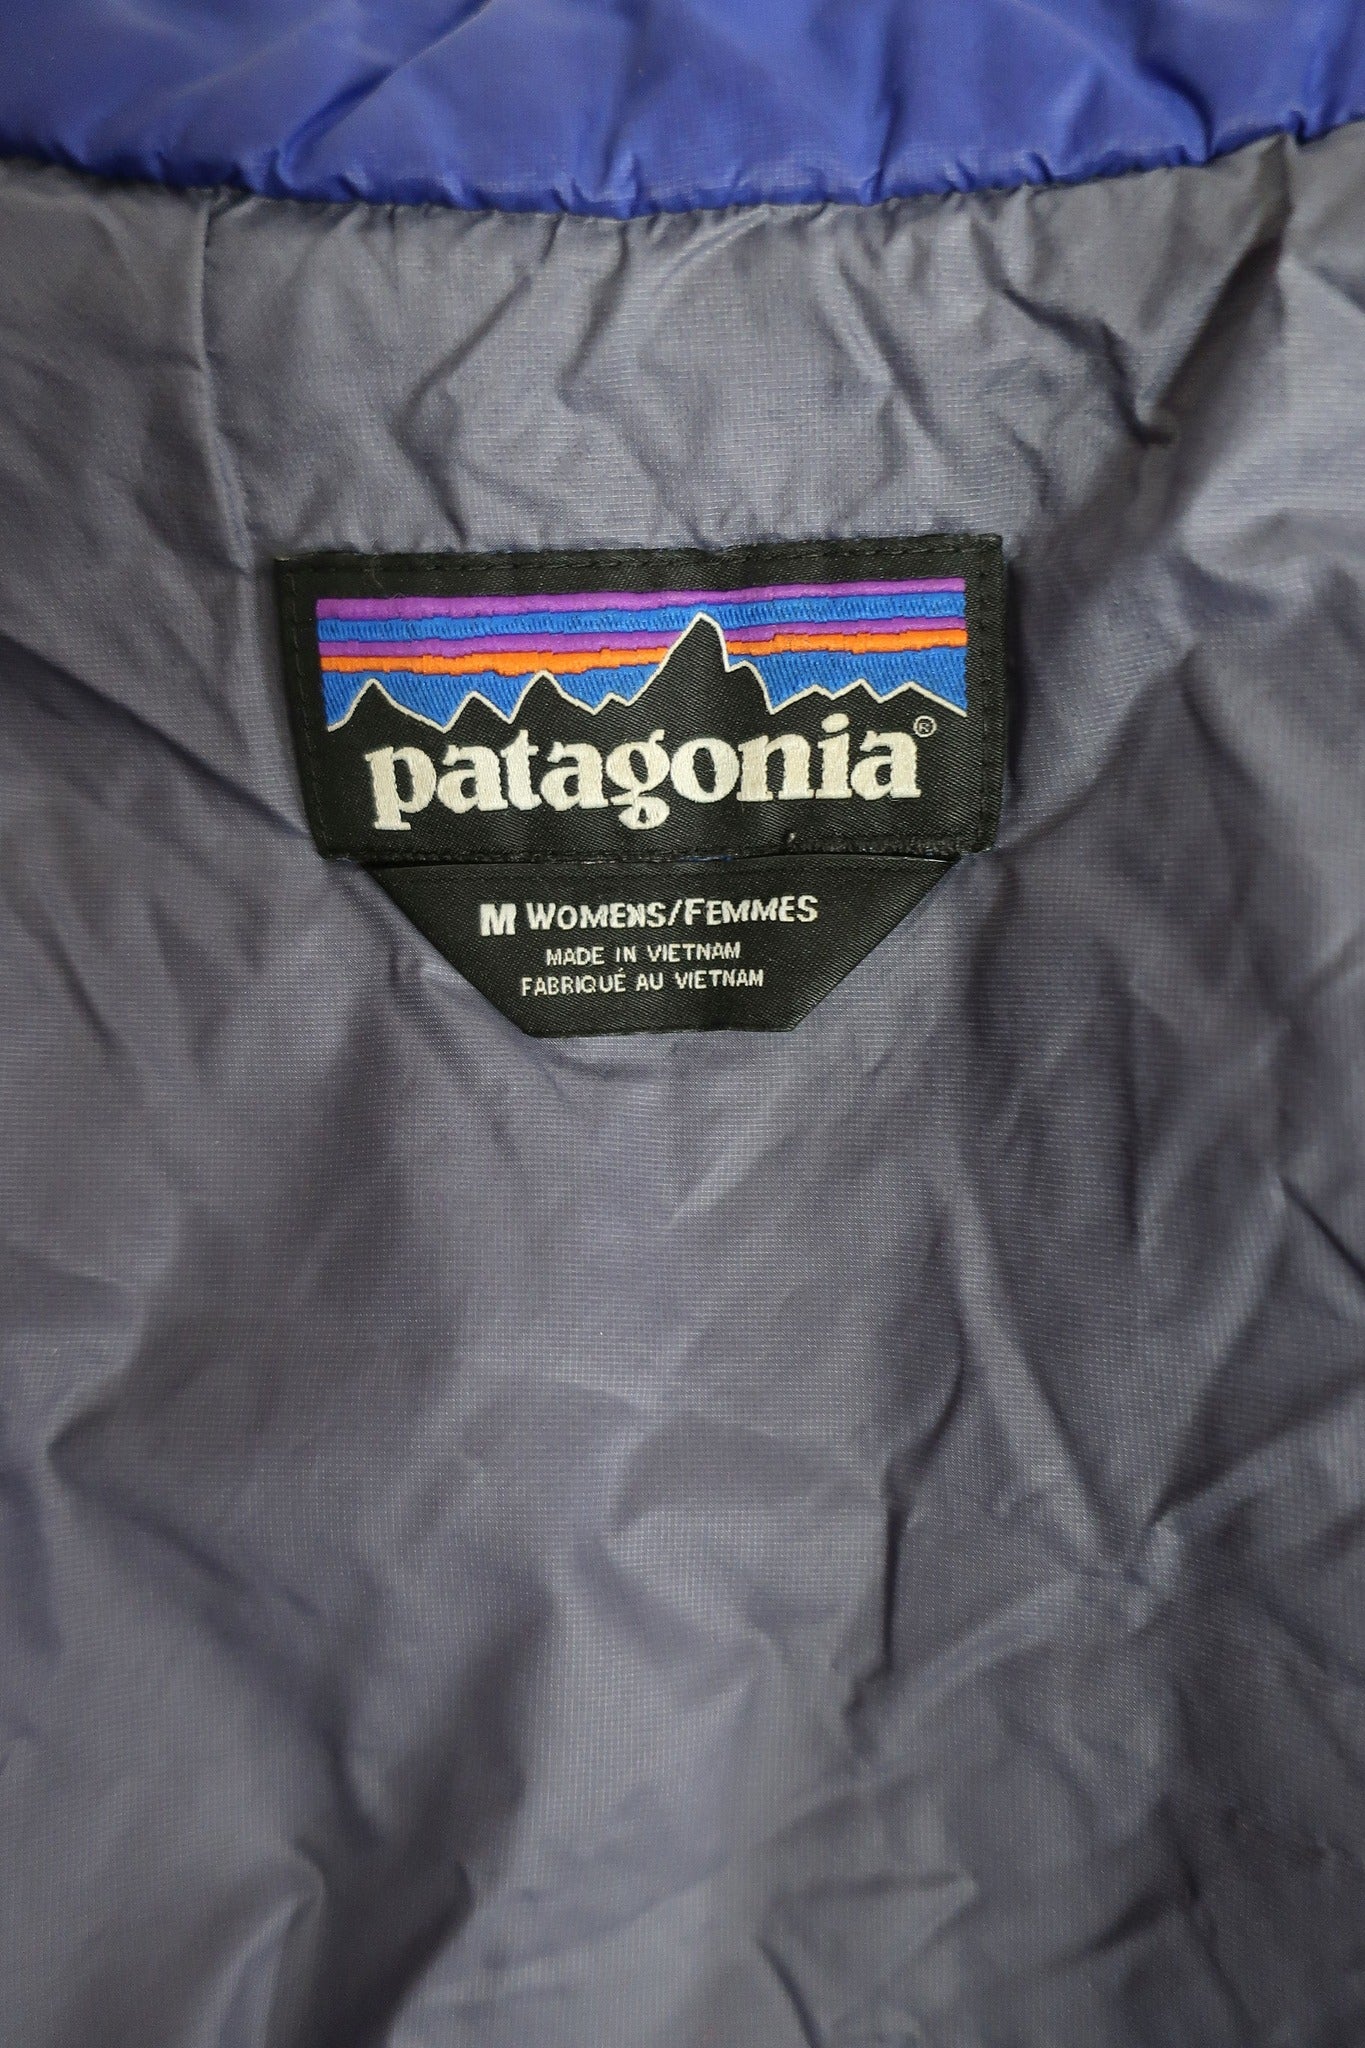 patagonia®
M WOMENS/FEMMES
MADE IN VIETNAM
FABRIQUÉ AU VIETNAM